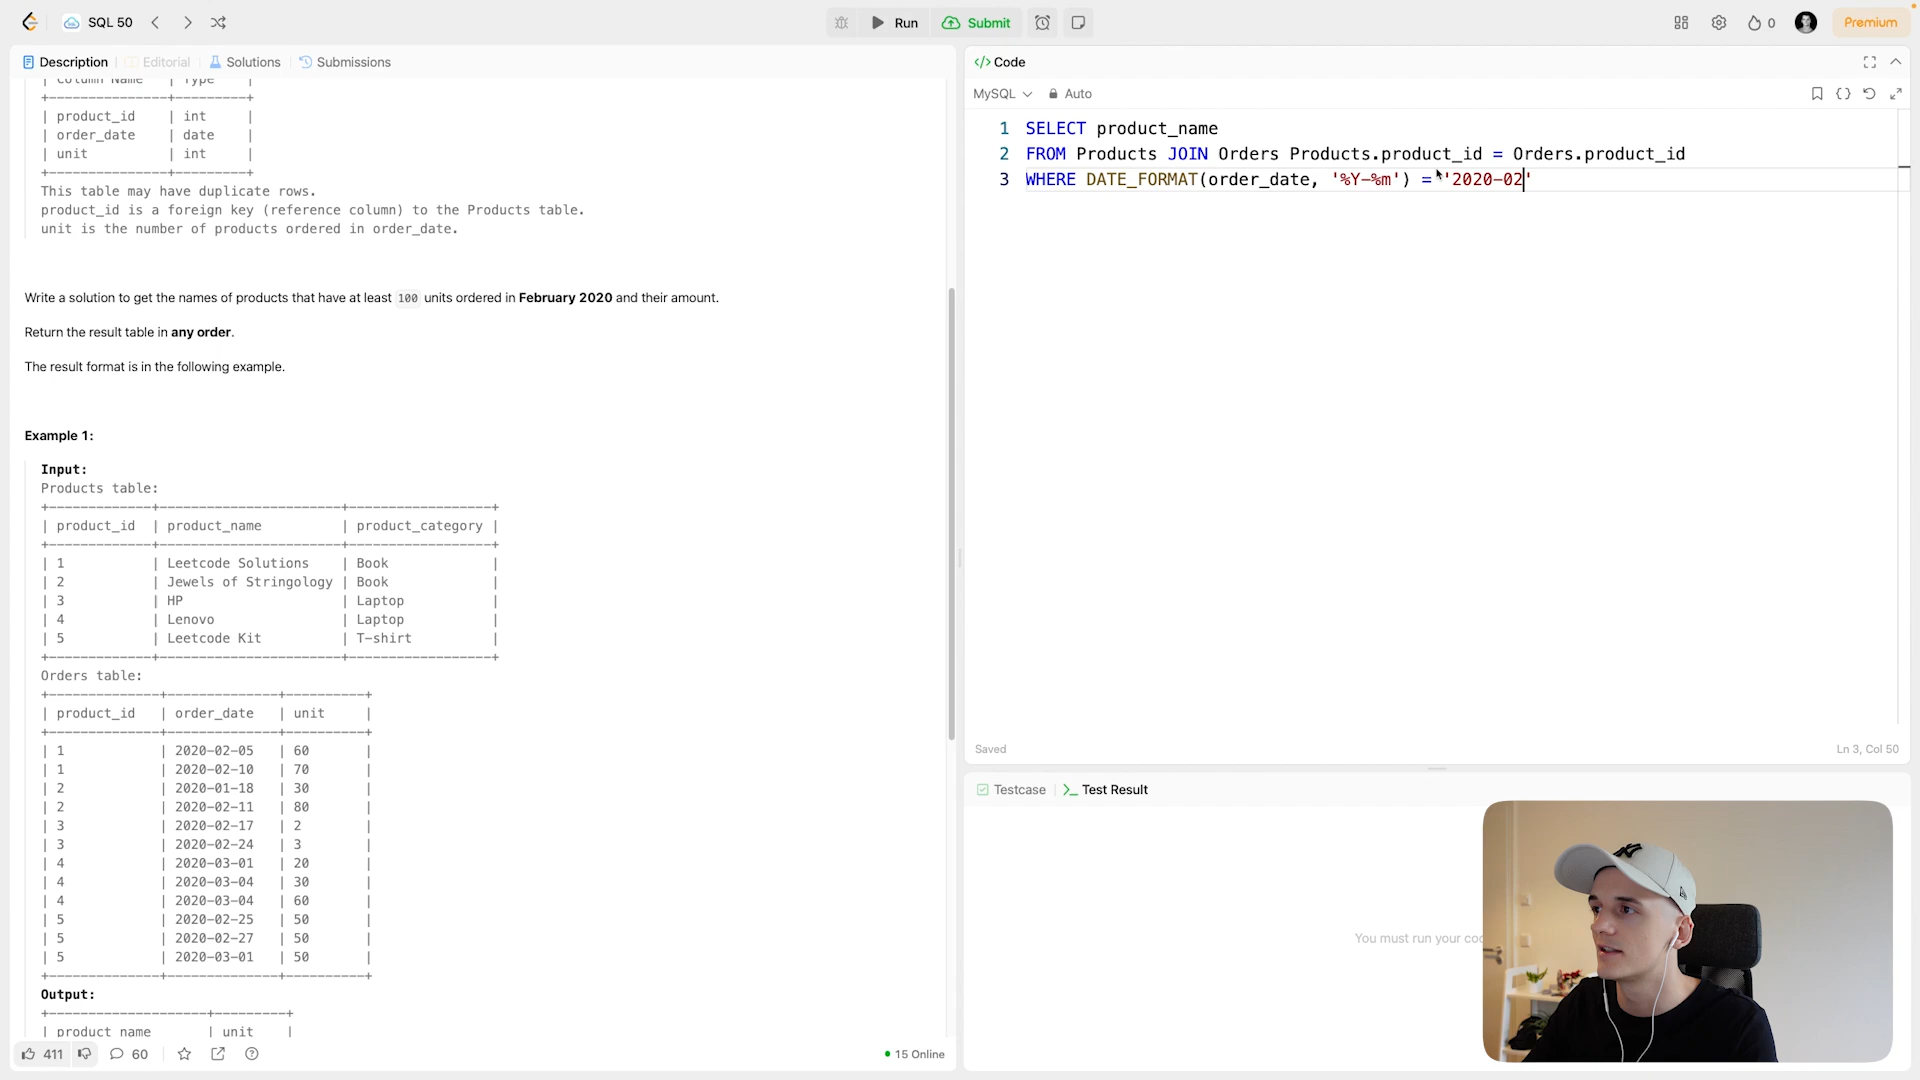 SQL 50
Run
Submit
0
Premium
Description
Editorial
Solutions
Submissions
| Column Name | Type |
+----------------+---------+
| product_id | int |
| order_date | date |
| unit | int |
+----------------+---------+
This table may have duplicate rows.
product_id is a foreign key (reference column) to the Products table.
unit is the number of products ordered in order_date.
Write a solution to get the names of products that have at least 100 units ordered in February 2020 and their amount.
Return the result table in any order.
The result format is in the following example.
Example 1:
Input:
Products table:
+-------------+-----------------------+------------------+
| product_id | product_name | product_category |
+-------------+-----------------------+------------------+
| 1 | Leetcode Solutions | Book |
| 2 | Jewels of Stringology | Book |
| 3 | HP | Laptop |
| 4 | Lenovo | Laptop |
| 5 | Leetcode Kit | T-shirt |
+-------------+-----------------------+------------------+
Orders table:
+--------------+--------------+----------+
| product_id | order_date | unit |
+--------------+--------------+----------+
| 1 | 2020-02-05 | 60 |
| 1 | 2020-02-10 | 70 |
| 2 | 2020-01-18 | 30 |
| 2 | 2020-02-11 | 80 |
| 3 | 2020-02-17 | 2 |
| 3 | 2020-02-24 | 3 |
| 4 | 2020-03-01 | 20 |
| 4 | 2020-03-04 | 30 |
| 4 | 2020-03-04 | 60 |
| 5 | 2020-02-25 | 50 |
| 5 | 2020-02-27 | 50 |
| 5 | 2020-03-01 | 50 |
+--------------+--------------+----------+
Output:
+--------------------+---------+
| product_name | unit |
411
60
15 Online
</> Code
MySQL
Auto
1 SELECT product_name
2 FROM Products JOIN Orders Products.product_id = Orders.product_id
3 WHERE DATE_FORMAT(order_date, '%Y-%m') = '2020-02'
Saved
Ln 3, Col 50
Testcase
Test Result
You must run your